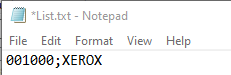 *List.txt - Notepad
File Edit Format View Help
001000;XEROX